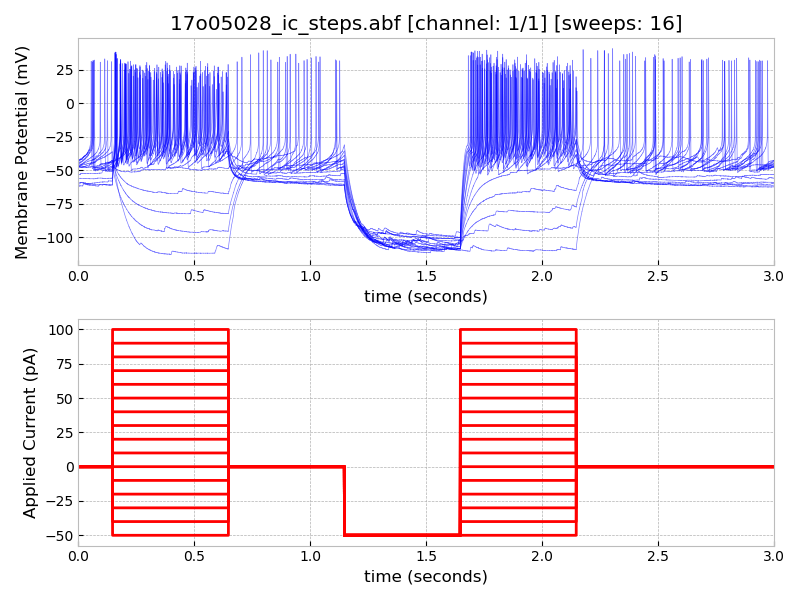 17o05028_ic_steps.abf [channel: 1/1] [sweeps: 16]
Membrane Potential (mV)
25
0
−25
−50
−75
−100
0.0 0.5 1.0 1.5 2.0 2.5 3.0
time (seconds)
Applied Current (pA)
100
75
50
25
0
−25
−50
0.0 0.5 1.0 1.5 2.0 2.5 3.0
time (seconds)